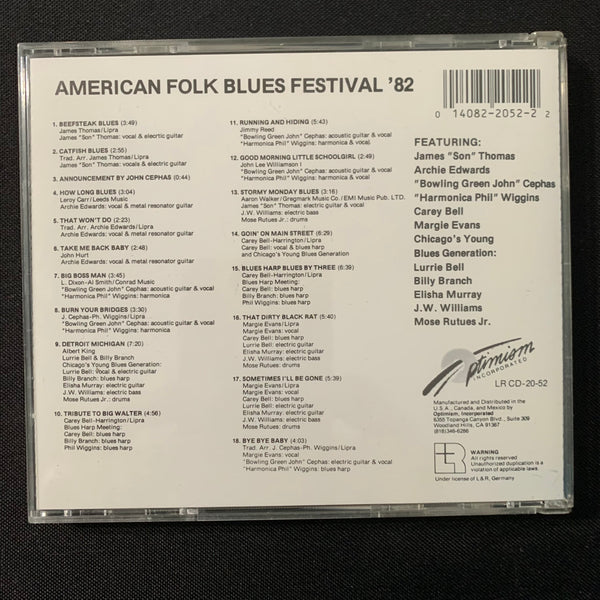 AMERICAN FOLK BLUES FESTIVAL '82
0 14082-2052-2 2
1. BEEFSTEAK BLUES (3:49)
James Thomas/Lipra
James "Son" Thomas: vocal & electric guitar
2. CATFISH BLUES (2:55)
Trad. Arr. James Thomas/Lipra
James "Son" Thomas: vocals & electric guitar
3. ANNOUNCEMENT BY JOHN CEPHAS (0:44)
4. HOW LONG BLUES (3:04)
Leroy Carr/Leeds Music
Archie Edwards: vocal & metal resonator guitar
5. THAT WON'T DO (2:23)
Trad. Arr. Archie Edwards/Lipra
Archie Edwards: vocal & metal resonator guitar
6. TAKE ME BACK BABY (2:48)
John Hurt
Archie Edwards: vocal & metal resonator guitar
7. BIG BOSS MAN (3:45)
L. Dixon-Al Smith/Conrad Music
"Bowling Green John" Cephas: acoustic guitar & vocal
"Harmonica Phil" Wiggins: harmonica
8. BURN YOUR BRIDGES (3:30)
J. Cephas-Ph. Wiggins/Lipra
"Bowling Green John" Cephas: acoustic guitar & vocal
"Harmonica Phil" Wiggins: harmonica
9. DETROIT MICHIGAN (7:20)
Albert King
Lurrie Bell & Billy Branch
Chicago's Young Blues Generation:
Lurrie Bell: vocal & electric guitar
Billy Branch: blues harp
Elisha Murray: electric guitar
J.W. Williams: electric bass
Mose Rutues Jr.: drums
10. TRIBUTE TO BIG WALTER (4:56)
Carey Bell-Harrington/Lipra
Blues Harp Meeting:
Carey Bell: blues harp
Billy Branch: blues harp
Phil Wiggins: blues harp
11. RUNNING AND HIDING (5:43)
Jimmy Reed
"Bowling Green John" Cephas: acoustic guitar & vocal
"Harmonica Phil" Wiggins: harmonica & vocal
12. GOOD MORNING LITTLE SCHOOLGIRL (2:49)
John Lee Williamson I
"Bowling Green John" Cephas: acoustic guitar & vocal
"Harmonica Phil" Wiggins: harmonica & vocal
13. STORMY MONDAY BLUES (3:16)
Aaron Walker/Gregmark Music Co./EMI Music Pub. LTD.
James "Son" Thomas: electric guitar & vocal
J.W. Williams: electric bass
Mose Rutues Jr.: drums
14. GOIN' ON MAIN STREET (6:29)
Carey Bell-Harrington/Lipra
Carey Bell: vocal & blues harp
and Chicago's Young Blues Generation
15. BLUES HARP BLUES BY THREE (6:39)
Carey Bell-Harrington/Lipra
Blues Harp Meeting:
Carey Bell: blues harp
Billy Branch: blues harp
Phil Wiggins: blues harp
16. THAT DIRTY BLACK RAT (4:20)
Margie Evans/Lipra
Margie Evans: vocal
Lurrie Bell: electric guitar
Elisha Murray: electric guitar
J.W. Williams: electric bass
Mose Rutues: drums
17. SOMETIMES I'LL BE GONE (5:39)
Margie Evans/Lipra
Margie Evans: vocal
Lurrie Bell: electric guitar
Elisha Murray: electric guitar
J.W. Williams: electric bass
Mose Rutues: drums
18. BYE BYE BABY (4:03)
Trad. Arr. J. Cephas-Ph. Wiggins/Lipra
Margie Evans: vocal
"Bowling Green John" Cephas: electric guitar & vocal
"Harmonica Phil" Wiggins: blues harp
FEATURING:
James "Son" Thomas
Archie Edwards
"Bowling Green John" Cephas
"Harmonica Phil" Wiggins
Carey Bell
Margie Evans
Chicago's Young
Blues Generation:
Lurrie Bell
Billy Branch
Elisha Murray
J.W. Williams
Mose Rutues Jr.
Optimism
INCORPORATED
LR CD-20-52
Manufactured and Distributed in the
U.S.A., Canada, and Mexico by
Optimism, Incorporated
6355 Topanga Canyon Blvd., Suite 309
Woodland Hills, CA 91367
(818)346-6286
LR
WARNING
All rights reserved
Unauthorized duplication is a
violation of applicable laws.
Under license of L&R, Germany